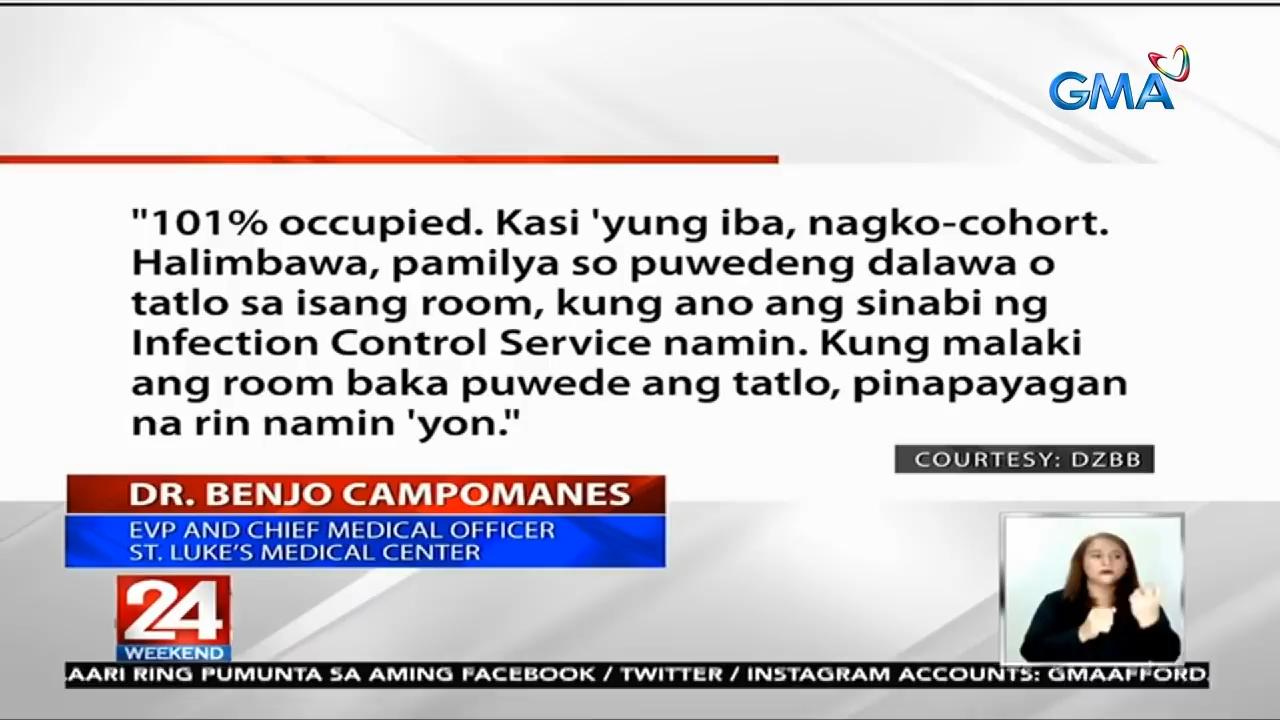 GMA
"101% occupied. Kasi 'yung iba, nagko-cohort.
Halimbawa, pamilya so puwedeng dalawa o
tatlo sa isang room, kung ano ang sinabi ng
Infection Control Service namin. Kung malaki
ang room baka puwede ang tatlo, pinapayagan
na rin namin 'yon."
COURTESY: DZBB
DR. BENJO CAMPOMANES
EVP AND CHIEF MEDICAL OFFICER
ST. LUKE'S MEDICAL CENTER
24
WEEKEND
AARI RING PUMUNTA SA AMING FACEBOOK / TWITTER / INSTAGRAM ACCOUNTS: GMAAFFORD